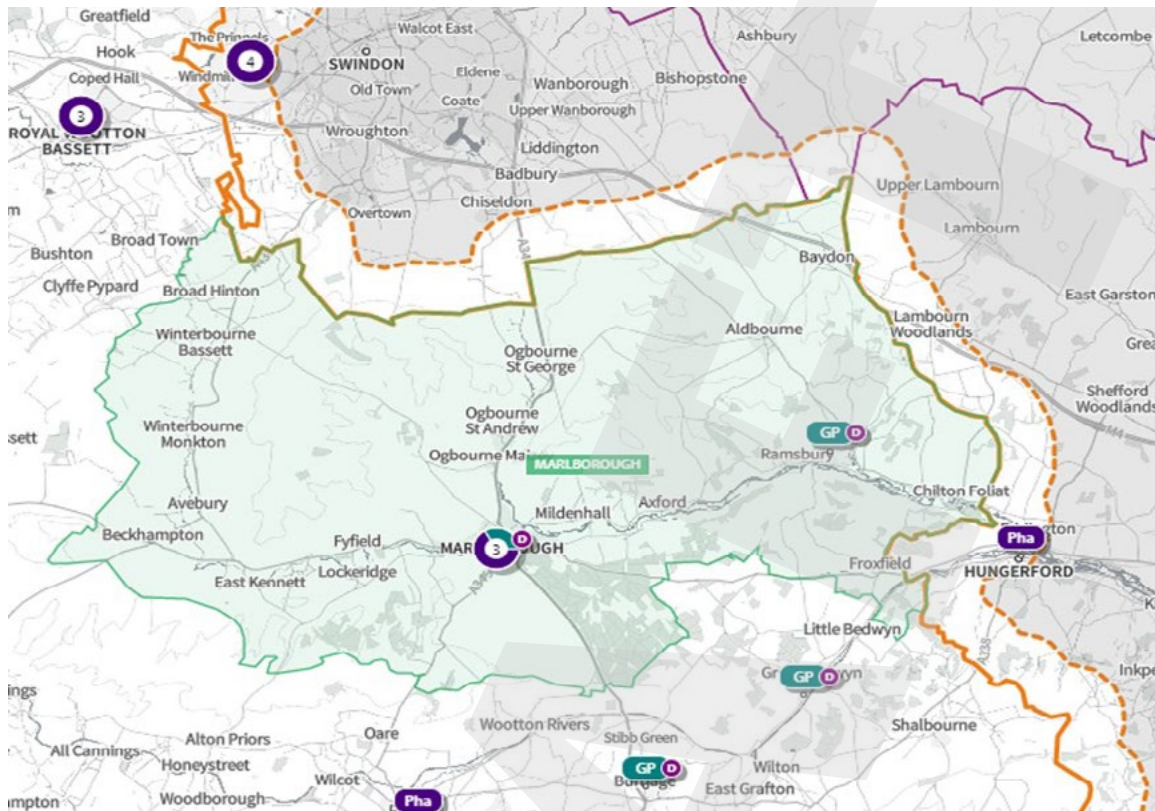 Greatfield
Walcot East
Ashbury
Letcombe
Hook
SWINDON
4
Coped Hall
Eldene
Old Town
Wanborough
Bishopstone
Coate
3
Upper Wanborough
ROYAL
BASSETT
Wroughton
Liddington
Badbury
Upper Lambourn
Chiseldon
Overtown
Lambourn
Broad Town
Bushton
Baydon
Clyffe Pypard
Broad Hinton
East Garston
Lambourn
Woodlands
Aldbourne
Winterbourne
Bassett
Ogbourne
St George
Shefford
Woodlands
M4
Ogbourne
St Andrew
Winterbourne
Monkton
GP D
Ramsbury
MARLBOROUGH
Chilton Foliat
Avebury
Axford
Mildenhall
Beckhampton
Fyfield
3 D
Pha
Lockeridge
Froxfield
HUNGERFORD
East Kennett
Little Bedwyn
A338
GP D
Wootton Rivers
Shalbourne
Oare
Alton Priors
Stibb Green
All Cannings
Honeystreet
GP D
Wilton
Wilcot
East Grafton
Woodborough
Pha